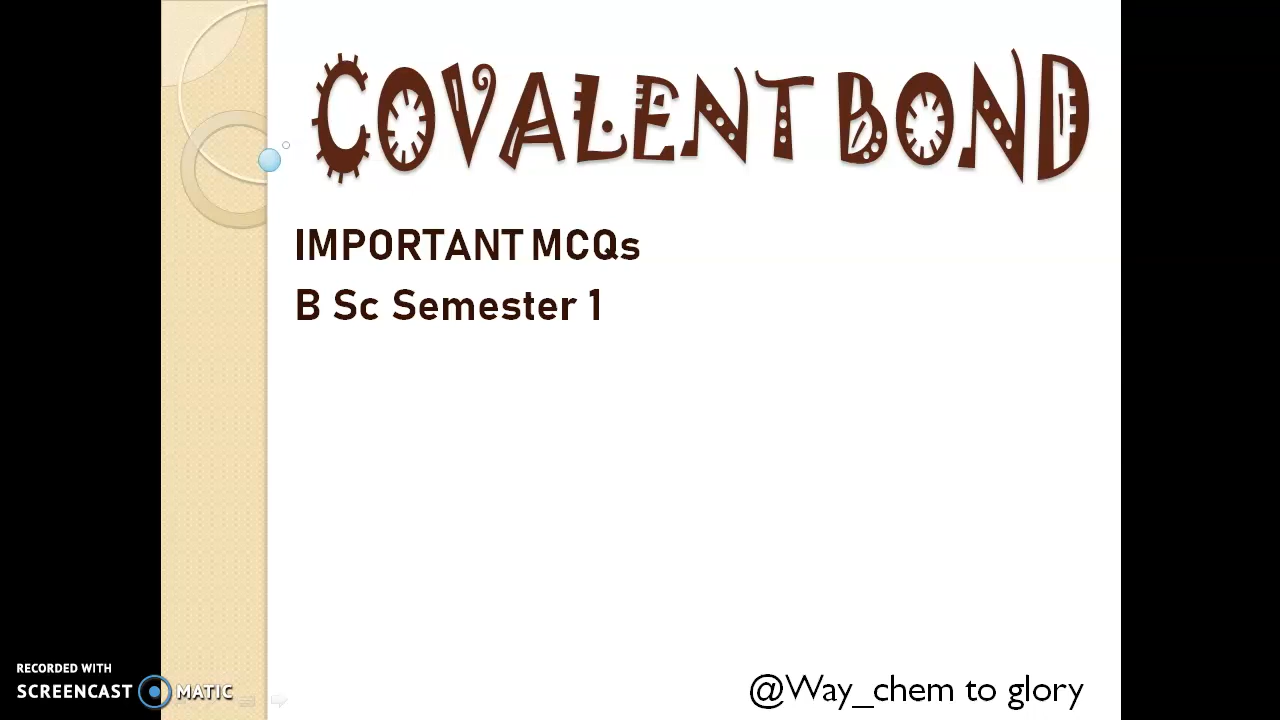 COVALENT BOND
IMPORTANT MCQs
B Sc Semester 1
@Way_chem to glory
RECORDED WITH
SCREENCAST MATIC